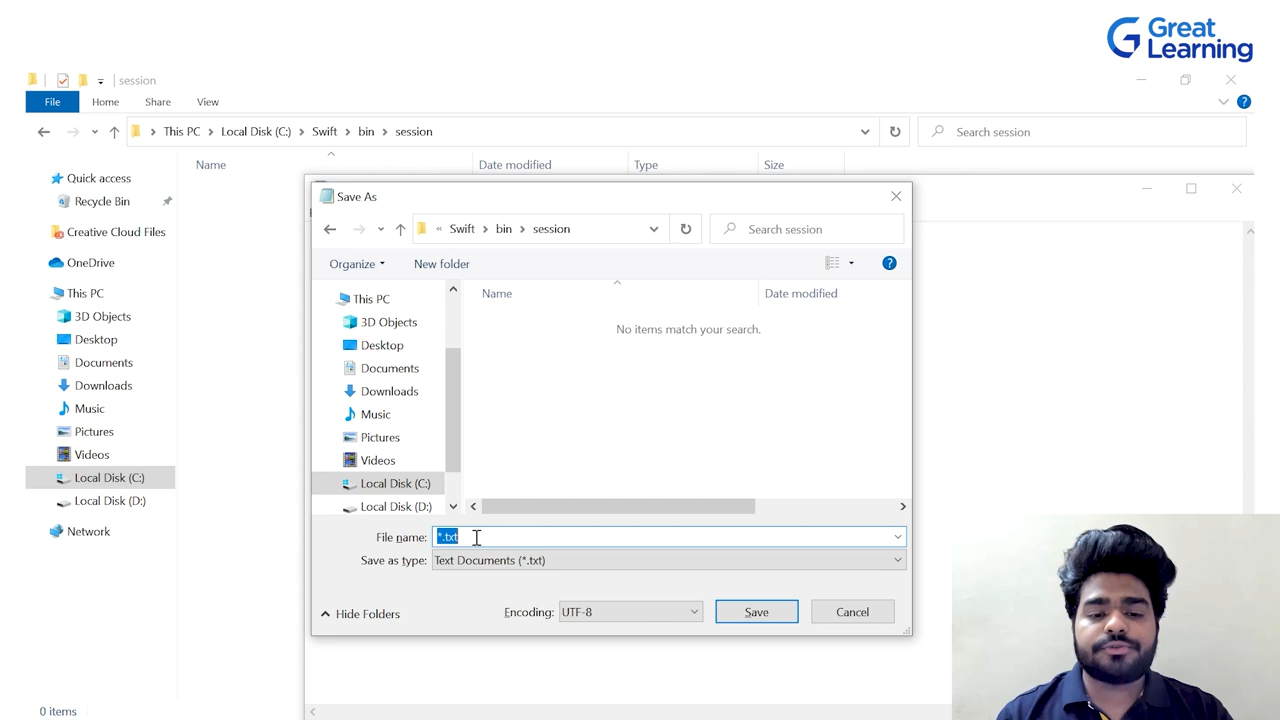 Great
Learning
session
File Home Share View
This PC Local Disk (C:) Swift bin session
Search session
Name Date modified Type Size
Quick access
Recycle Bin
Creative Cloud Files
OneDrive
This PC
3D Objects
Desktop
Documents
Downloads
Music
Pictures
Videos
Local Disk (C:)
Local Disk (D:)
Network
0 items
Save As
« Swift bin session
Search session
Organize New folder
This PC
3D Objects
Desktop
Documents
Downloads
Music
Pictures
Videos
Local Disk (C:)
Local Disk (D:)
Name Date modified
No items match your search.
File name: *.txt
Save as type: Text Documents (*.txt)
Hide Folders Encoding: UTF-8 Save Cancel